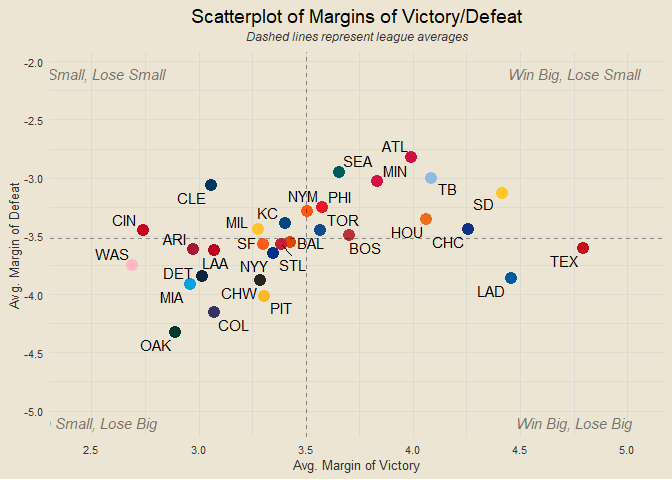 Scatterplot of Margins of Victory/Defeat
Dashed lines represent league averages
Small, Lose Small
Win Big, Lose Small
-2.0
-2.5
-3.0
-3.5
-4.0
-4.5
-5.0
Avg. Margin of Defeat
ATL
SEA
MIN
TB
CLE
SD
NYM
PHI
KC
CIN
MIL
TOR
HOU
ARI
SF
BAL
BOS
CHC
WAS
LAA
NYY
STL
TEX
DET
MIA
CHW
LAD
PIT
COL
OAK
Small, Lose Big
Win Big, Lose Big
2.5
3.0
3.5
4.0
4.5
5.0
Avg. Margin of Victory